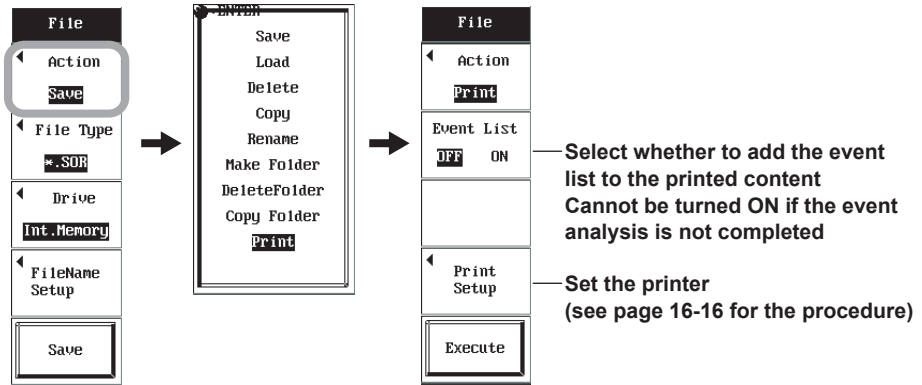 File
Action
Save
File Type
*.SOR
Drive
Int.Memory
FileName
Setup
Save
:ENTER
Save
Load
Delete
Copy
Rename
Make Folder
DeleteFolder
Copy Folder
Print
File
Action
Print
Event List
OFF ON
Print
Setup
Execute
Select whether to add the event
list to the printed content
Cannot be turned ON if the event
analysis is not completed
Set the printer
(see page 16-16 for the procedure)